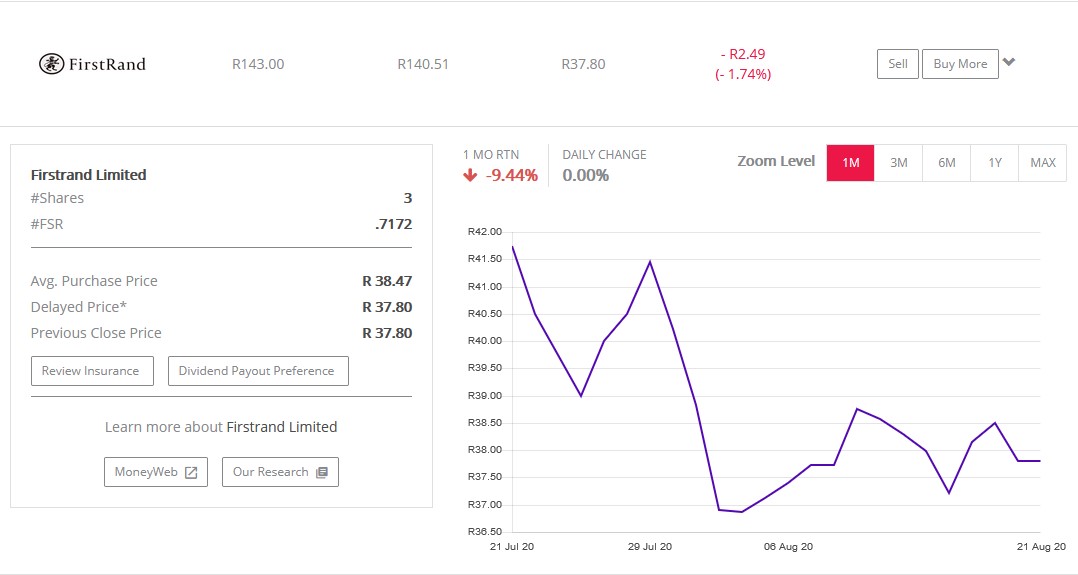 FirstRand R143.00 R140.51 R37.80 - R2.49 Sell Buy More
(- 1.74%)
Firstrand Limited
#Shares 3
#FSR .7172
Avg. Purchase Price R 38.47
Delayed Price* R 37.80
Previous Close Price R 37.80
Review Insurance Dividend Payout Preference
Learn more about Firstrand Limited
MoneyWeb Our Research
1 MO RTN DAILY CHANGE
-9.44% 0.00%
Zoom Level 1M 3M 6M 1Y MAX
R42.00
R41.50
R41.00
R40.50
R40.00
R39.50
R39.00
R38.50
R38.00
R37.50
R37.00
R36.50
21 Jul 20 29 Jul 20 06 Aug 20 21 Aug 20